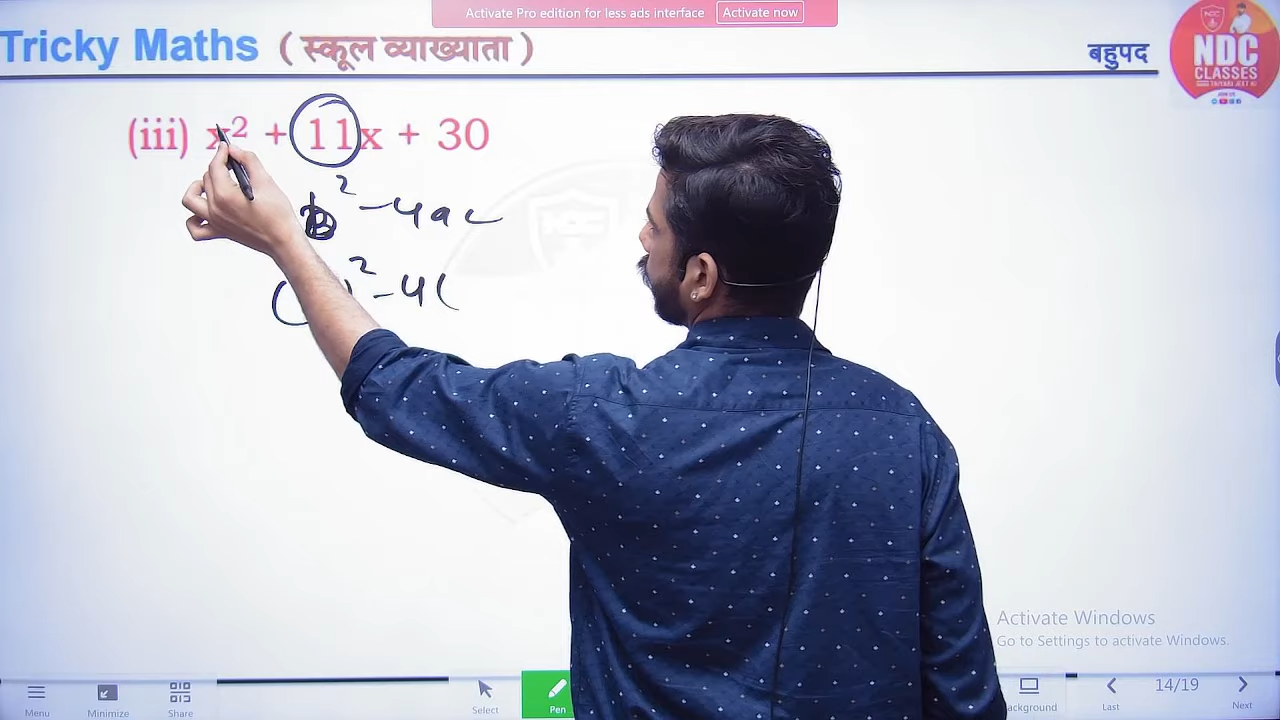 Activate Pro edition for less ads interface Activate now
Tricky Maths ( स्कूल व्याख्याता ) बहुपद
NDC
CLASSES
(iii) x² + 11x + 30
b² - 4ac
( )² - 4(
Activate Windows
Go to Settings to activate Windows.
Menu Minimize Share Select Pen ackground Last 14/19 Next